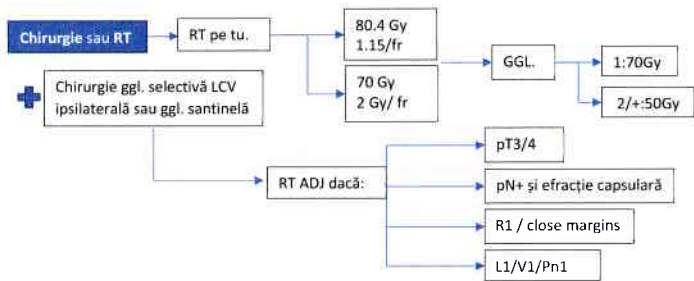 Chirurgie sau RT
RT pe tu.
80.4 Gy
1.15/fr
70 Gy
2 Gy/ fr
GGL.
1:70Gy
2/+:50Gy
Chirurgie ggl. selectivă LCV
ipsilaterală sau ggl. santinelă
RT ADJ dacă:
pT3/4
pN+ și efracție capsulară
R1 / close margins
L1/V1/Pn1